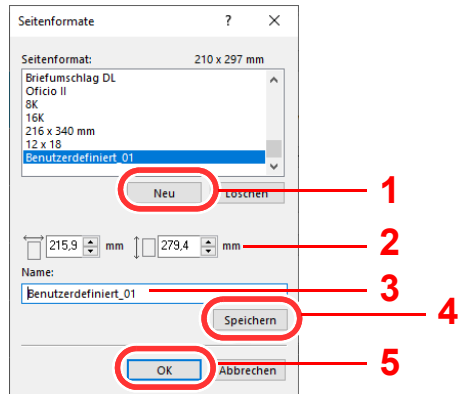 Seitenformate ? ×
Seitenformat: 210 x 297 mm
Briefumschlag DL
Oficio II
8K
16K
216 x 340 mm
12 x 18
Benutzerdefiniert_01
Neu Löschen 1
215,9 mm 279,4 mm 2
Name:
Benutzerdefiniert_01 3
Speichern 4
OK Abbrechen 5